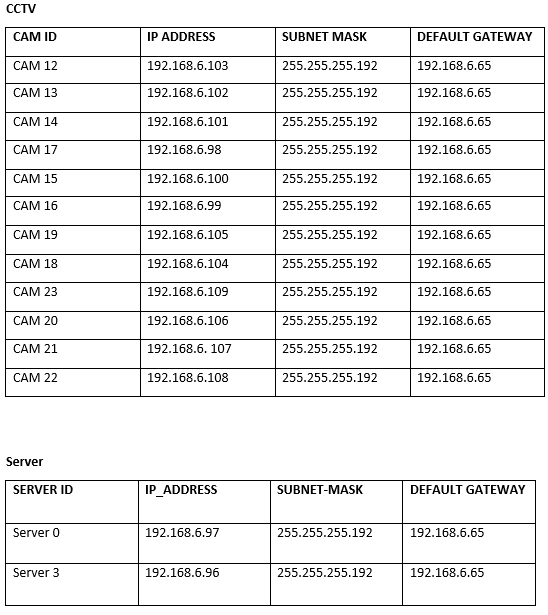 CCTV
CAM ID IP ADDRESS SUBNET MASK DEFAULT GATEWAY
CAM 12 192.168.6.103 255.255.255.192 192.168.6.65
CAM 13 192.168.6.102 255.255.255.192 192.168.6.65
CAM 14 192.168.6.101 255.255.255.192 192.168.6.65
CAM 17 192.168.6.98 255.255.255.192 192.168.6.65
CAM 15 192.168.6.100 255.255.255.192 192.168.6.65
CAM 16 192.168.6.99 255.255.255.192 192.168.6.65
CAM 19 192.168.6.105 255.255.255.192 192.168.6.65
CAM 18 192.168.6.104 255.255.255.192 192.168.6.65
CAM 23 192.168.6.109 255.255.255.192 192.168.6.65
CAM 20 192.168.6.106 255.255.255.192 192.168.6.65
CAM 21 192.168.6. 107 255.255.255.192 192.168.6.65
CAM 22 192.168.6.108 255.255.255.192 192.168.6.65
Server
SERVER ID IP_ADDRESS SUBNET-MASK DEFAULT GATEWAY
Server 0 192.168.6.97 255.255.255.192 192.168.6.65
Server 3 192.168.6.96 255.255.255.192 192.168.6.65